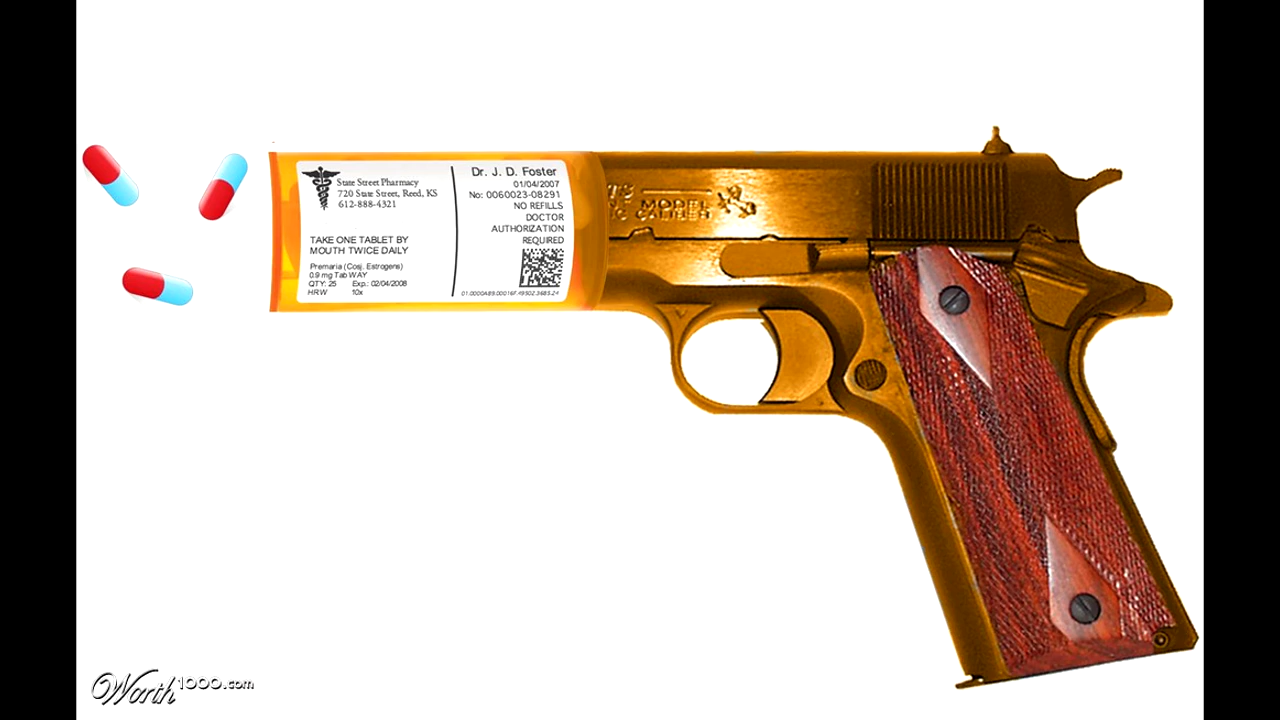 State Street Pharmacy
720 State Street, Reed, KS
612-888-4321
TAKE ONE TABLET BY
MOUTH TWICE DAILY
Premaria (Cosj. Estrogens)
0.9 mg Tab WAY
QTY: 25 Exp.: 02/04/2008
HRW 10x
Dr. J. D. Foster
01/04/2007
No: 0060023-08291
NO REFILLS
DOCTOR
AUTHORIZATION
REQUIRED
MODEL
CALIBER
Worth1000.com